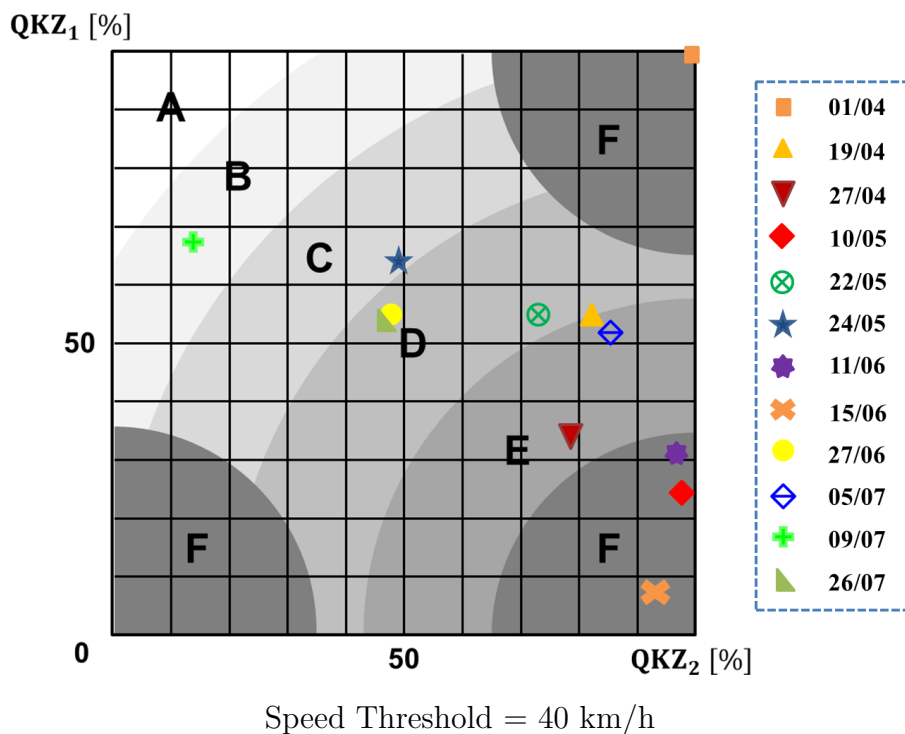 QKZ₁ [%]
A
F
B
C
50
D
E
F
F
0
50
QKZ₂ [%]
01/04
19/04
27/04
10/05
22/05
24/05
11/06
15/06
27/06
05/07
09/07
26/07
Speed Threshold = 40 km/h